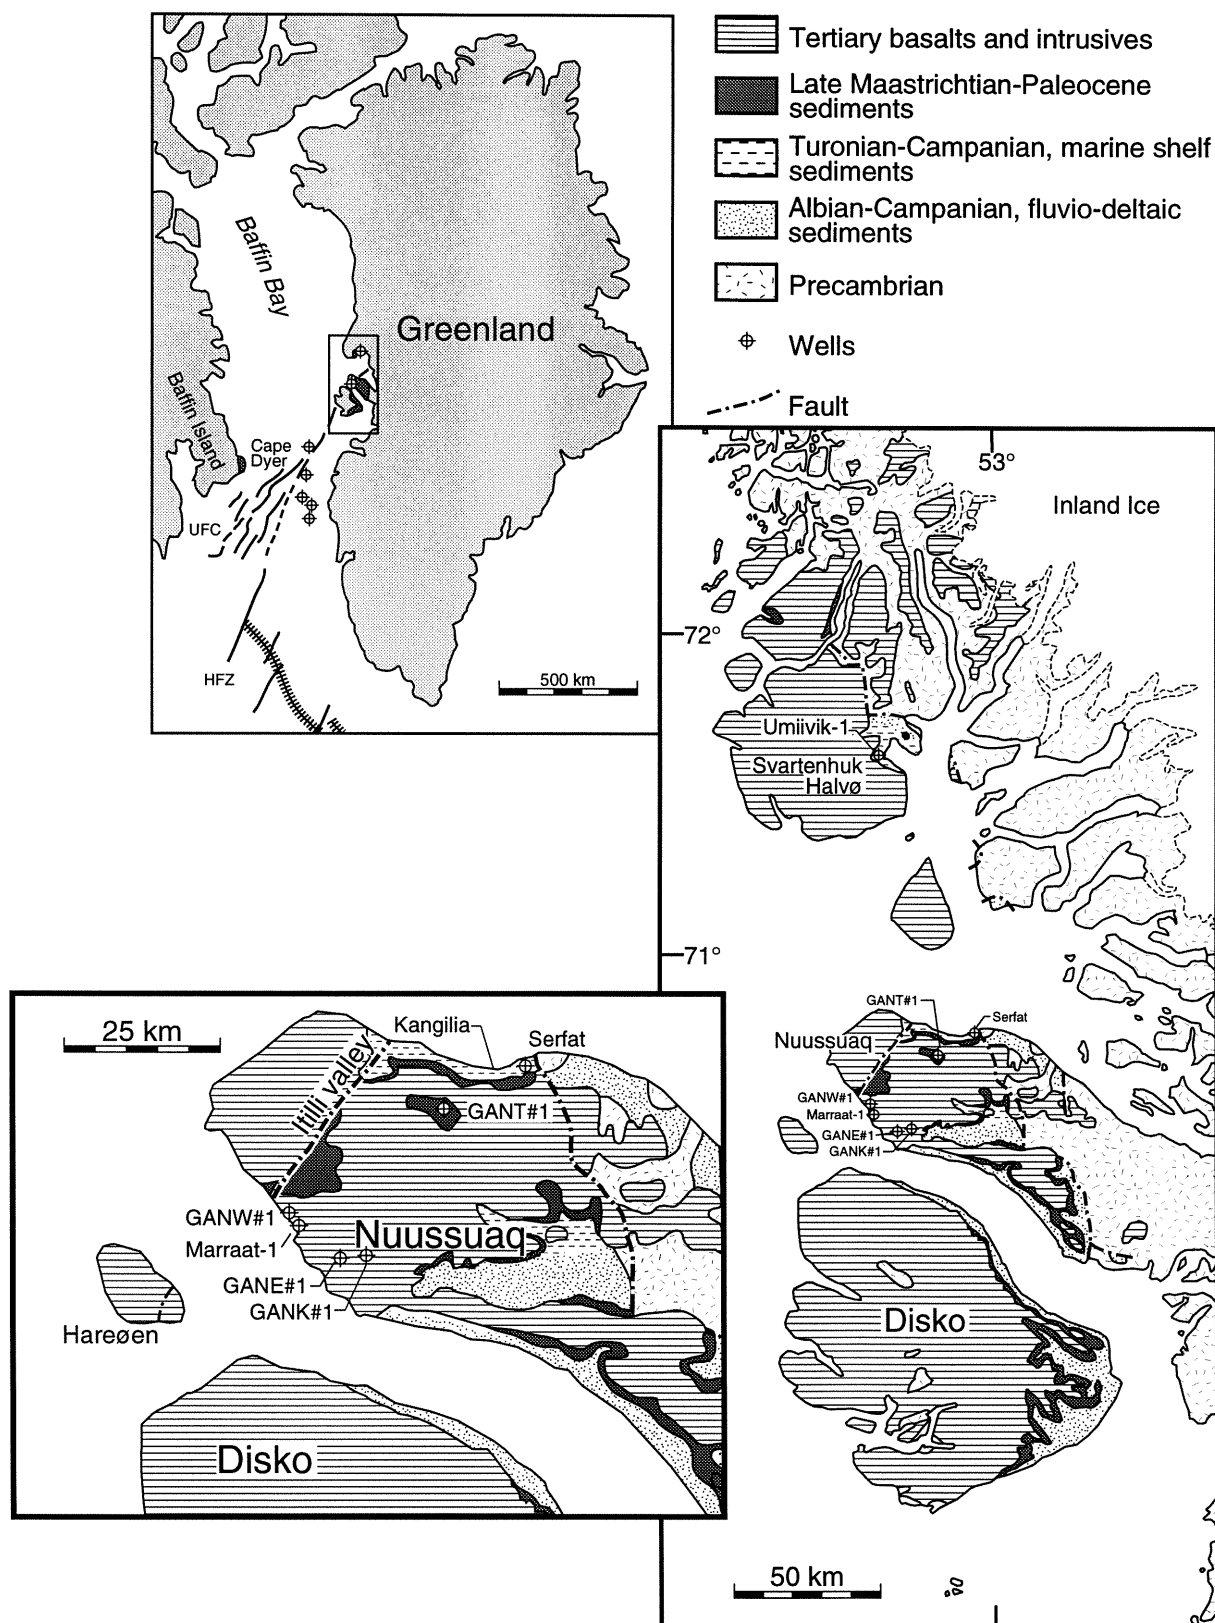 Tertiary basalts and intrusives
Late Maastrichtian-Paleocene
sediments
Turonian-Campanian, marine shelf
sediments
Albian-Campanian, fluvio-deltaic
sediments
Precambrian
Wells
Fault
Baffin Bay
Greenland
Baffin Island
Cape
Dyer
UFC
HFZ
500 km
53°
Inland Ice
72°
Umiivik-1
Svartenhuk
Halvø
71°
GANT#1
Serfat
Nuussuaq
GANW#1
Marraat-1
GANE#1
GANK#1
Disko
50 km
25 km
Kangilia
Serfat
Itilli valley
GANT#1
GANW#1
Marraat-1
Nuussuaq
GANE#1
GANK#1
Hareøen
Disko